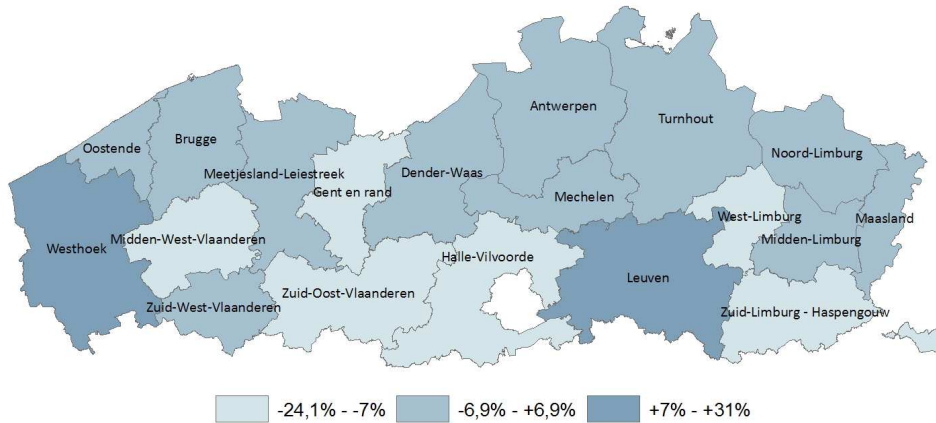 Antwerpen
Turnhout
Oostende
Brugge
Noord-Limburg
Meetjesland-Leiestreek
Gent en rand
Dender-Waas
Mechelen
West-Limburg
Maasland
Westhoek
Midden-West-Vlaanderen
Halle-Vilvoorde
Midden-Limburg
Leuven
Zuid-West-Vlaanderen
Zuid-Oost-Vlaanderen
Zuid-Limburg - Haspengouw
-24,1% - -7%
-6,9% - +6,9%
+7% - +31%